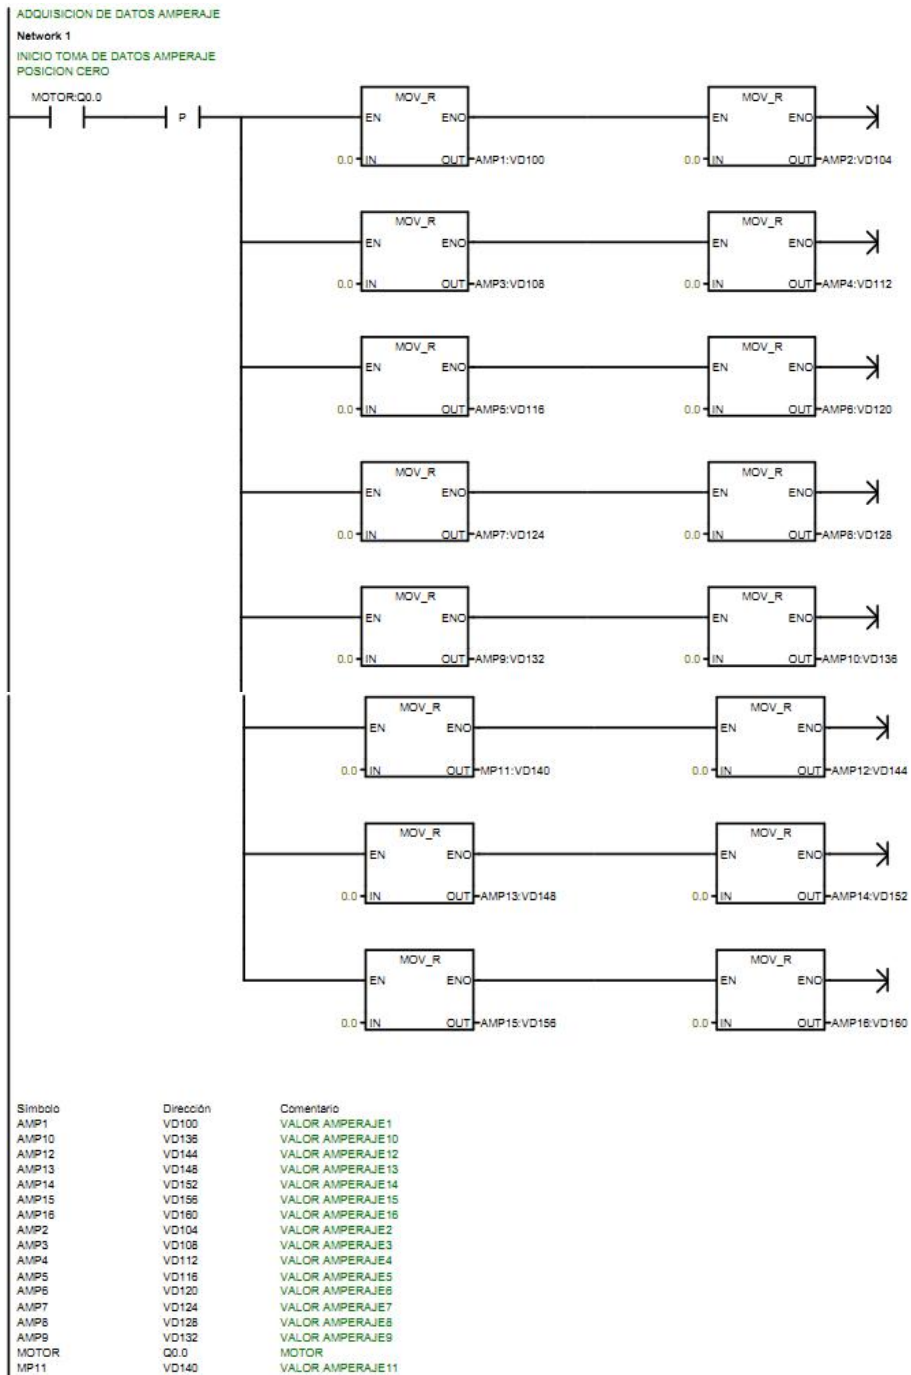 ADQUISICION DE DATOS AMPERAJE
Network 1
INICIO TOMA DE DATOS AMPERAJE
POSICION CERO
MOTOR:Q0.0
P
MOV_R MOV_R
EN ENO EN ENO
0.0 IN OUT AMP1:VD100 0.0 IN OUT AMP2:VD104
MOV_R MOV_R
EN ENO EN ENO
0.0 IN OUT AMP3:VD108 0.0 IN OUT AMP4:VD112
MOV_R MOV_R
EN ENO EN ENO
0.0 IN OUT AMP5:VD116 0.0 IN OUT AMP6:VD120
MOV_R MOV_R
EN ENO EN ENO
0.0 IN OUT AMP7:VD124 0.0 IN OUT AMP8:VD128
MOV_R MOV_R
EN ENO EN ENO
0.0 IN OUT AMP9:VD132 0.0 IN OUT AMP10:VD136
MOV_R MOV_R
EN ENO EN ENO
0.0 IN OUT MP11:VD140 0.0 IN OUT AMP12:VD144
MOV_R MOV_R
EN ENO EN ENO
0.0 IN OUT AMP13:VD148 0.0 IN OUT AMP14:VD152
MOV_R MOV_R
EN ENO EN ENO
0.0 IN OUT AMP15:VD156 0.0 IN OUT AMP16:VD160
Símbolo Dirección Comentario
AMP1 VD100 VALOR AMPERAJE1
AMP10 VD136 VALOR AMPERAJE10
AMP12 VD144 VALOR AMPERAJE12
AMP13 VD148 VALOR AMPERAJE13
AMP14 VD152 VALOR AMPERAJE14
AMP15 VD156 VALOR AMPERAJE15
AMP16 VD160 VALOR AMPERAJE16
AMP2 VD104 VALOR AMPERAJE2
AMP3 VD108 VALOR AMPERAJE3
AMP4 VD112 VALOR AMPERAJE4
AMP5 VD116 VALOR AMPERAJE5
AMP6 VD120 VALOR AMPERAJE6
AMP7 VD124 VALOR AMPERAJE7
AMP8 VD128 VALOR AMPERAJE8
AMP9 VD132 VALOR AMPERAJE9
MOTOR Q0.0 MOTOR
MP11 VD140 VALOR AMPERAJE11